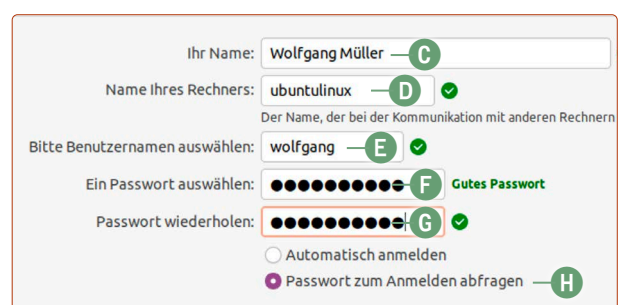 Ihr Name: Wolfgang Müller C
Name Ihres Rechners: ubuntulinux D
Der Name, der bei der Kommunikation mit anderen Rechnern
Bitte Benutzernamen auswählen: wolfgang E
Ein Passwort auswählen: ●●●●●●●●●● F Gutes Passwort
Passwort wiederholen: ●●●●●●●●●● G
Automatisch anmelden
Passwort zum Anmelden abfragen H